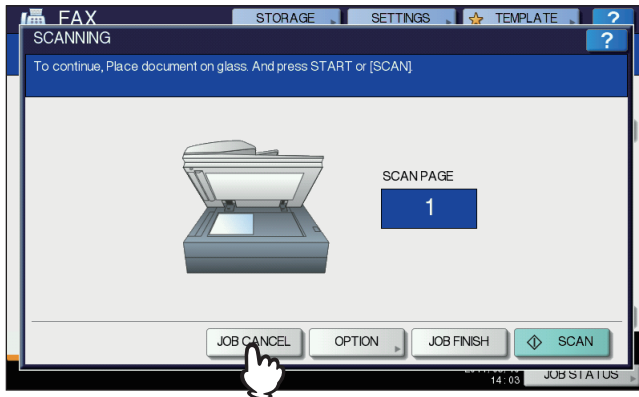 FAX STORAGE SETTINGS TEMPLATE ?
SCANNING ?
To continue, Place document on glass. And press START or [SCAN].
SCAN PAGE
1
JOB CANCEL OPTION JOB FINISH SCAN
14:03 JOB STATUS